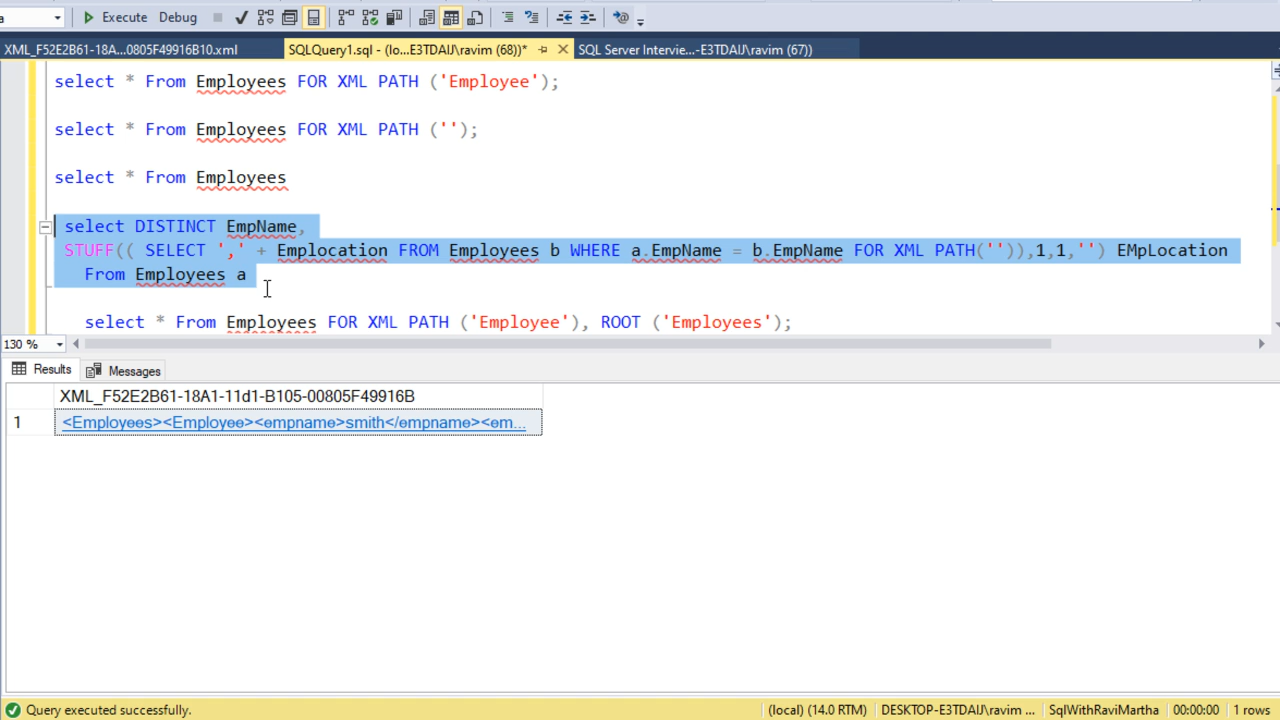 a Execute Debug
XML_F52E2B61-18A...0805F49916B10.xml SQLQuery1.sql - (lo...E3TDAIJ\ravim (68))* SQL Server Intervie...-E3TDAIJ\ravim (67))
select * From Employees FOR XML PATH ('Employee');
select * From Employees FOR XML PATH ('');
select * From Employees
select DISTINCT EmpName,
STUFF(( SELECT ',' + Emplocation FROM Employees b WHERE a.EmpName = b.EmpName FOR XML PATH('')),1,1,'') EMpLocation
From Employees a
select * From Employees FOR XML PATH ('Employee'), ROOT ('Employees');
130 %
Results Messages
XML_F52E2B61-18A1-11d1-B105-00805F49916B
1 <Employees><Employee><empname>smith</empname><em...
Query executed successfully. (local) (14.0 RTM) DESKTOP-E3TDAIJ\ravim ... SqlWithRaviMartha 00:00:00 1 rows